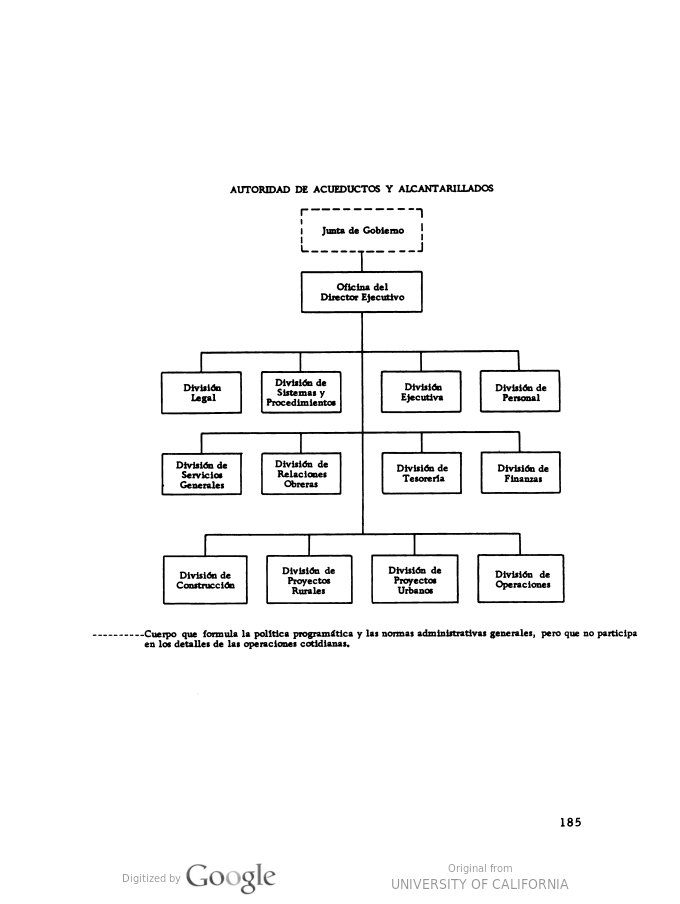 AUTORIDAD DE ACUEDUCTOS Y ALCANTARILLADOS
Junta de Gobierno
Oficina del
Director Ejecutivo
División
Legal
División de
Sistemas y
Procedimientos
División
Ejecutiva
División de
Personal
División de
Servicios
Generales
División de
Relaciones
Obreras
División de
Tesorería
División de
Finanzas
División de
Construcción
División de
Proyectos
Rurales
División de
Proyectos
Urbanos
División de
Operaciones
----------Cuerpo que formula la política programática y las normas administrativas generales, pero que no participa
en los detalles de las operaciones cotidianas.
185
Digitized by Google
Original from
UNIVERSITY OF CALIFORNIA